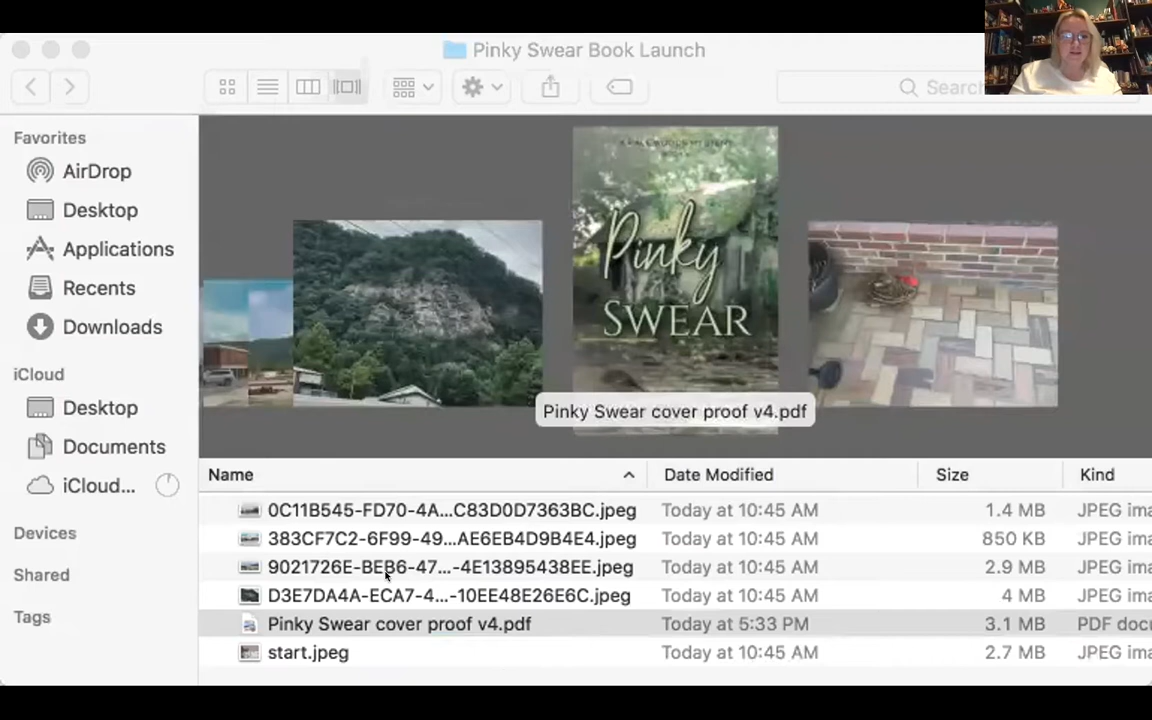 Pinky Swear Book Launch
Search
Favorites
AirDrop
Desktop
Applications
Recents
Downloads
iCloud
Desktop
Documents
iCloud...
Devices
Shared
Tags
Pinky
SWEAR
Pinky Swear cover proof v4.pdf
Name Date Modified Size Kind
0C11B545-FD70-4A...C83D0D7363BC.jpeg Today at 10:45 AM 1.4 MB JPEG ima
383CF7C2-6F99-49...AE6EB4D9B4E4.jpeg Today at 10:45 AM 850 KB JPEG ima
9021726E-BEB6-47...-4E13895438EE.jpeg Today at 10:45 AM 2.9 MB JPEG ima
D3E7DA4A-ECA7-4...-10EE48E26E6C.jpeg Today at 10:45 AM 4 MB JPEG ima
Pinky Swear cover proof v4.pdf Today at 5:33 PM 3.1 MB PDF docu
start.jpeg Today at 10:45 AM 2.7 MB JPEG ima